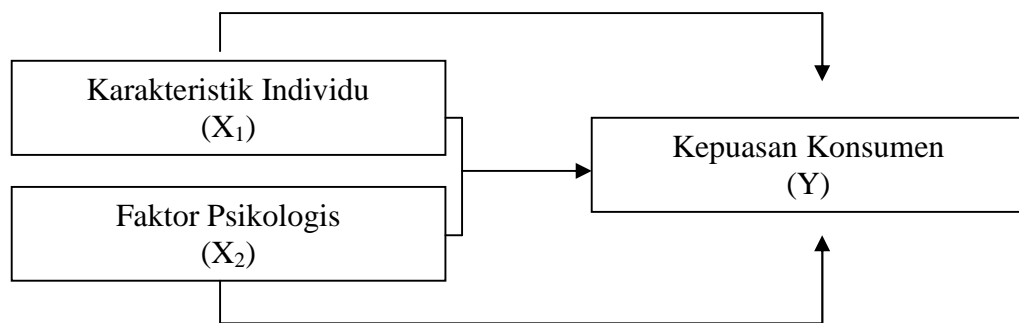 Karakteristik Individu
(X₁)
Kepuasan Konsumen
(Y)
Faktor Psikologis
(X₂)